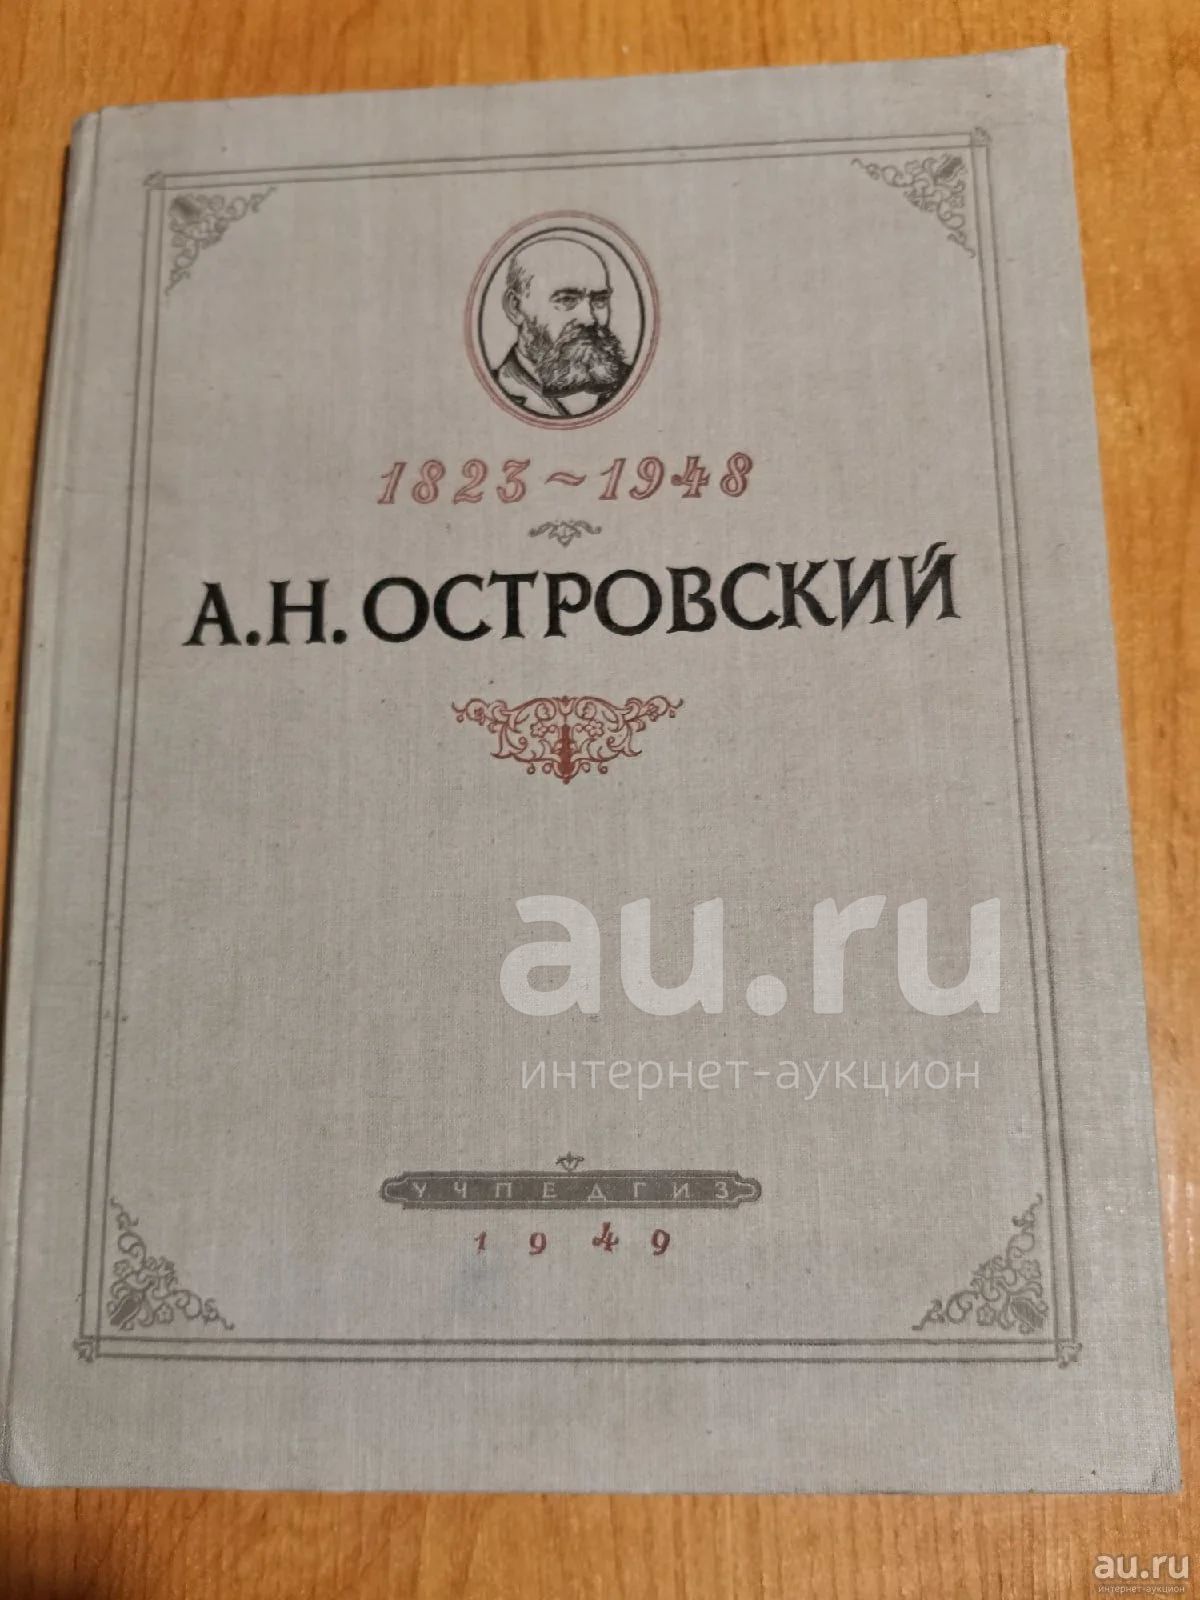 1823~1948
А.Н. ОСТРОВСКИЙ
au.ru
интернет-аукцион
УЧПЕДГИЗ
1949
au.ru
интернет-аукцион